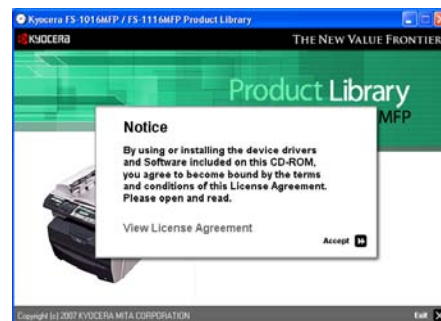 Kyocera FS-1016MFP / FS-1116MFP Product Library
KYOCERA
THE NEW VALUE FRONTIER
Product Library
MFP
Notice
By using or installing the device drivers
and Software included on this CD-ROM,
you agree to become bound by the terms
and conditions of this License Agreement.
Please open and read.
View License Agreement
Accept
Copyright (c) 2007 KYOCERA MITA CORPORATION
Exit